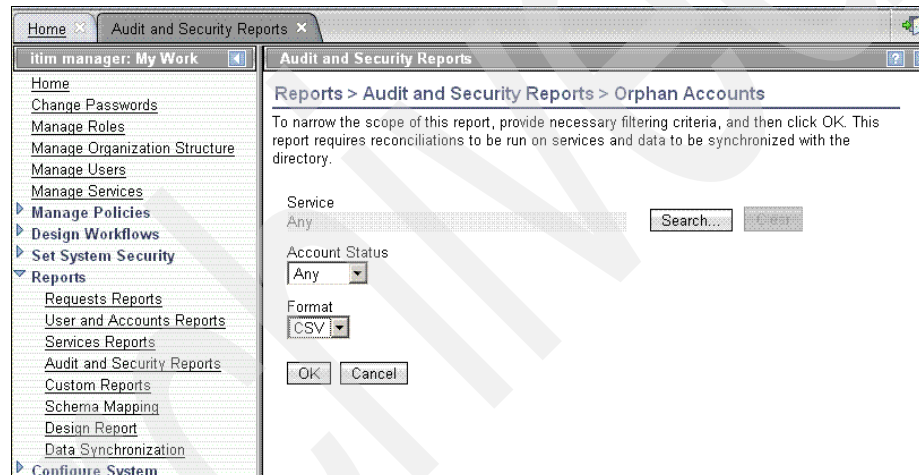 Home
Audit and Security Reports
itim manager: My Work
Home
Change Passwords
Manage Roles
Manage Organization Structure
Manage Users
Manage Services
Manage Policies
Design Workflows
Set System Security
Reports
Requests Reports
User and Accounts Reports
Services Reports
Audit and Security Reports
Custom Reports
Schema Mapping
Design Report
Data Synchronization
Configure System
Audit and Security Reports
?
Reports > Audit and Security Reports > Orphan Accounts
To narrow the scope of this report, provide necessary filtering criteria, and then click OK. This
report requires reconciliations to be run on services and data to be synchronized with the
directory.
Service
Any
Search...
Clear
Account Status
Any
Format
CSV
OK
Cancel